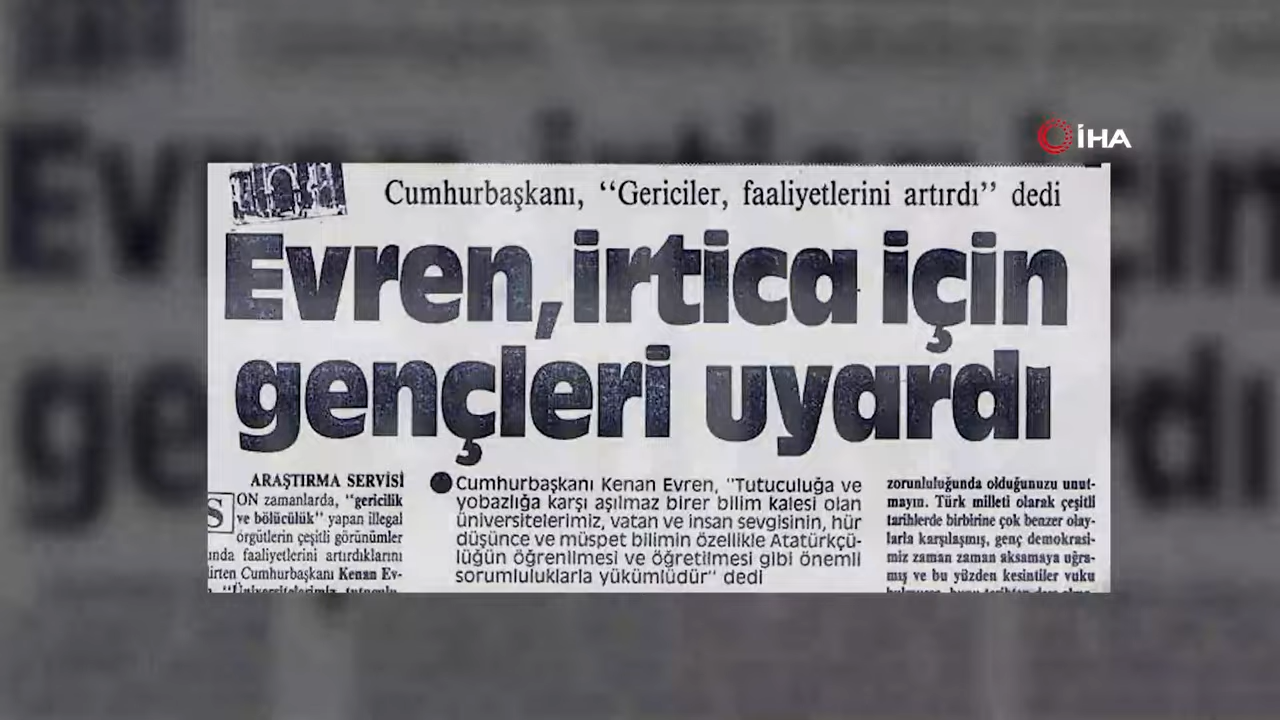 İHA
Cumhurbaşkanı, “Gericiler, faaliyetlerini artırdı” dedi
Evren, irtica için
gençleri uyardı
ARAŞTIRMA SERVİSİ
SON zamanlarda, “gericilik
ve bölücülük” yapan illegal
örgütlerin çeşitli görünümler
faaliyetlerini artırdıklarını
Cumhurbaşkanı Kenan Ev-
Cumhurbaşkanı Kenan Evren, “Tutuculuğa ve
yobazlığa karşı aşılmaz birer bilim kalesi olan
üniversitelerimiz, vatan ve insan sevgisinin, hür
düşünce ve müspet bilimin özellikle Atatürkçü-
lüğün öğrenilmesi ve öğretilmesi gibi önemli
sorumluluklarla yükümlüdür” dedi
zorunluluğunda olduğunuzu unut-
mayın. Türk milleti olarak çeşitli
tarihlerde birbirine çok benzer olay-
larla karşılaşmış, genç demokrasi-
miz zaman zaman aksamaya uğra-
mış ve bu yüzden kesintiler vuku